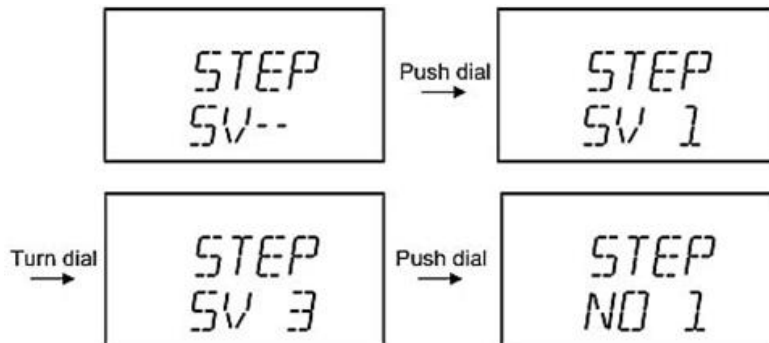 STEP
SV--
Push dial
STEP
SV 1
Turn dial
STEP
SV 3
Push dial
STEP
NO 1